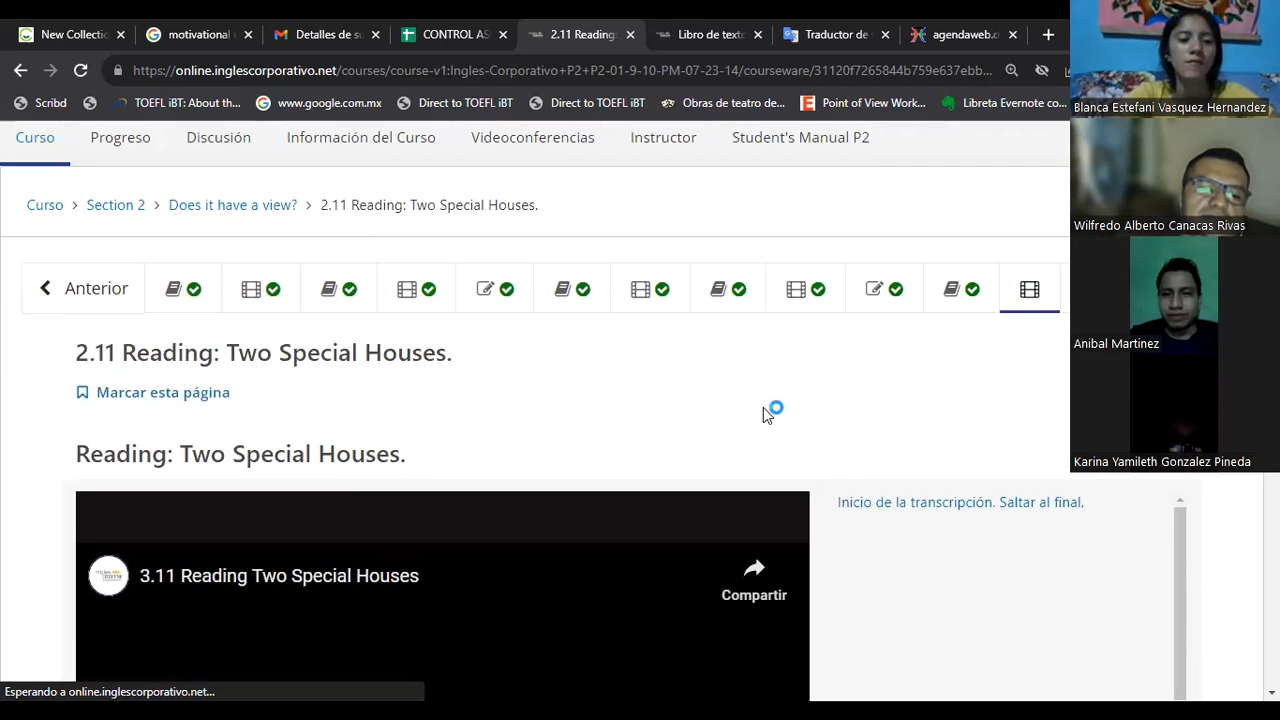 New Collecti
motivational
Detalles de su
CONTROL AS
2.11 Reading:
Libro de texto
Traductor de
agendaweb.o
https://online.inglescorporativo.net/courses/course-v1:Ingles-Corporativo+P2+P2-01-9-10-PM-07-23-14/courseware/31120f7265844b759e637ebb...
Scribd
TOEFL iBT: About th...
www.google.com.mx
Direct to TOEFL iBT
Direct to TOEFL iBT
Obras de teatro de...
Point of View Work...
Libreta Evernote co...
Curso
Progreso
Discusión
Información del Curso
Videoconferencias
Instructor
Student's Manual P2
Curso > Section 2 > Does it have a view? > 2.11 Reading: Two Special Houses.
Anterior
2.11 Reading: Two Special Houses.
Marcar esta página
Reading: Two Special Houses.
3.11 Reading Two Special Houses
Compartir
Inicio de la transcripción. Saltar al final.
Esperando a online.inglescorporativo.net...
Blanca Estefani Vasquez Hernandez
Wilfredo Alberto Canacas Rivas
Anibal Martinez
Karina Yamileth Gonzalez Pineda